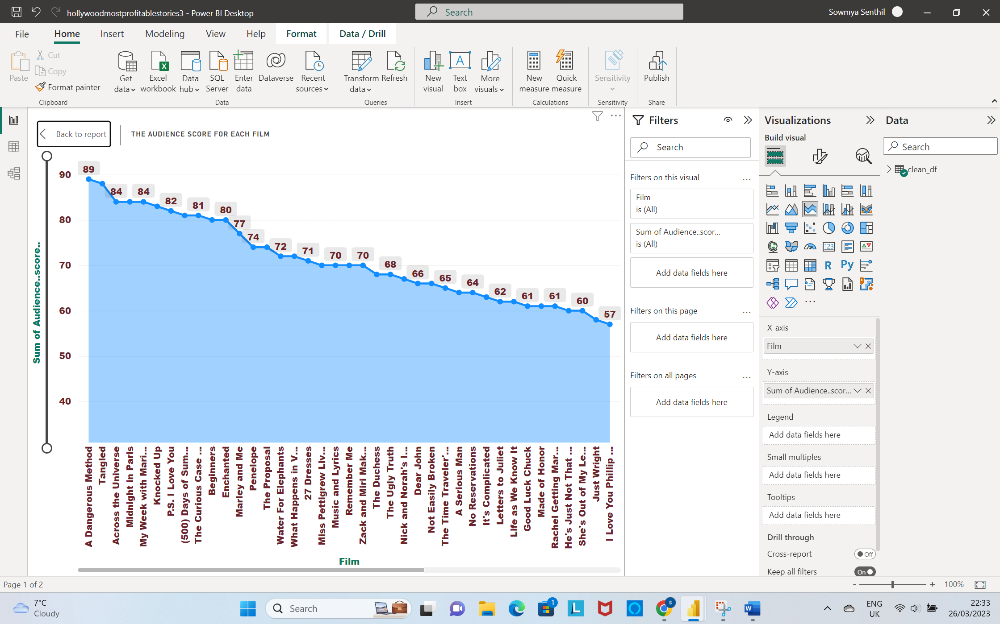 hollywoodmostprofitablestories3 - Power BI Desktop
Search
Sowmya Senthil
File
Home
Insert
Modeling
View
Help
Format
Data / Drill
Paste
Cut
Copy
Format painter
Clipboard
Get data
Excel workbook
Data hub
SQL Server
Enter data
Dataverse
Recent sources
Data
Transform data
Refresh
Queries
New visual
Text box
More visuals
Insert
New measure
Quick measure
Calculations
Sensitivity
Sensitivity
Publish
Share
Back to report
THE AUDIENCE SCORE FOR EACH FILM
Sum of Audience..score..
90
80
70
60
50
40
89
84
84
82
81
80
77
74
72
71
70
70
68
66
65
64
62
61
61
60
57
A Dangerous Method
Tangled
Across the Universe
Midnight in Paris
My Week with Mari...
Knocked Up
P.S. I Love You
(500) Days of Sum...
The Curious Case ...
Beginners
Enchanted
Marley and Me
Penelope
The Proposal
Water For Elephants
What Happens in V...
27 Dresses
Miss Pettigrew Liv...
Music and Lyrics
Remember Me
Zack and Miri Mak...
The Duchess
The Ugly Truth
Nick and Norah's I...
Dear John
Not Easily Broken
The Time Traveler'...
A Serious Man
No Reservations
It's Complicated
Letters to Juliet
Life as We Know It
Good Luck Chuck
Made of Honor
Rachel Getting Mar...
He's Just Not That ...
She's Out of My Le...
Just Wright
I Love You Phillip ...
Film
Filters
Search
Filters on this visual
...
Film
is (All)
Sum of Audience..scor...
is (All)
Add data fields here
Filters on this page
...
Add data fields here
Filters on all pages
...
Add data fields here
Visualizations
Build visual
123
R
Py
...
X-axis
Film
Y-axis
Sum of Audience..scor...
Legend
Add data fields here
Small multiples
Add data fields here
Tooltips
Add data fields here
Drill through
Cross-report
Off
Keep all filters
On
Data
Search
clean_df
Page 1 of 2
- + 100%
7°C
Cloudy
Search
1
L
S
W
ENG
UK
22:33
26/03/2023